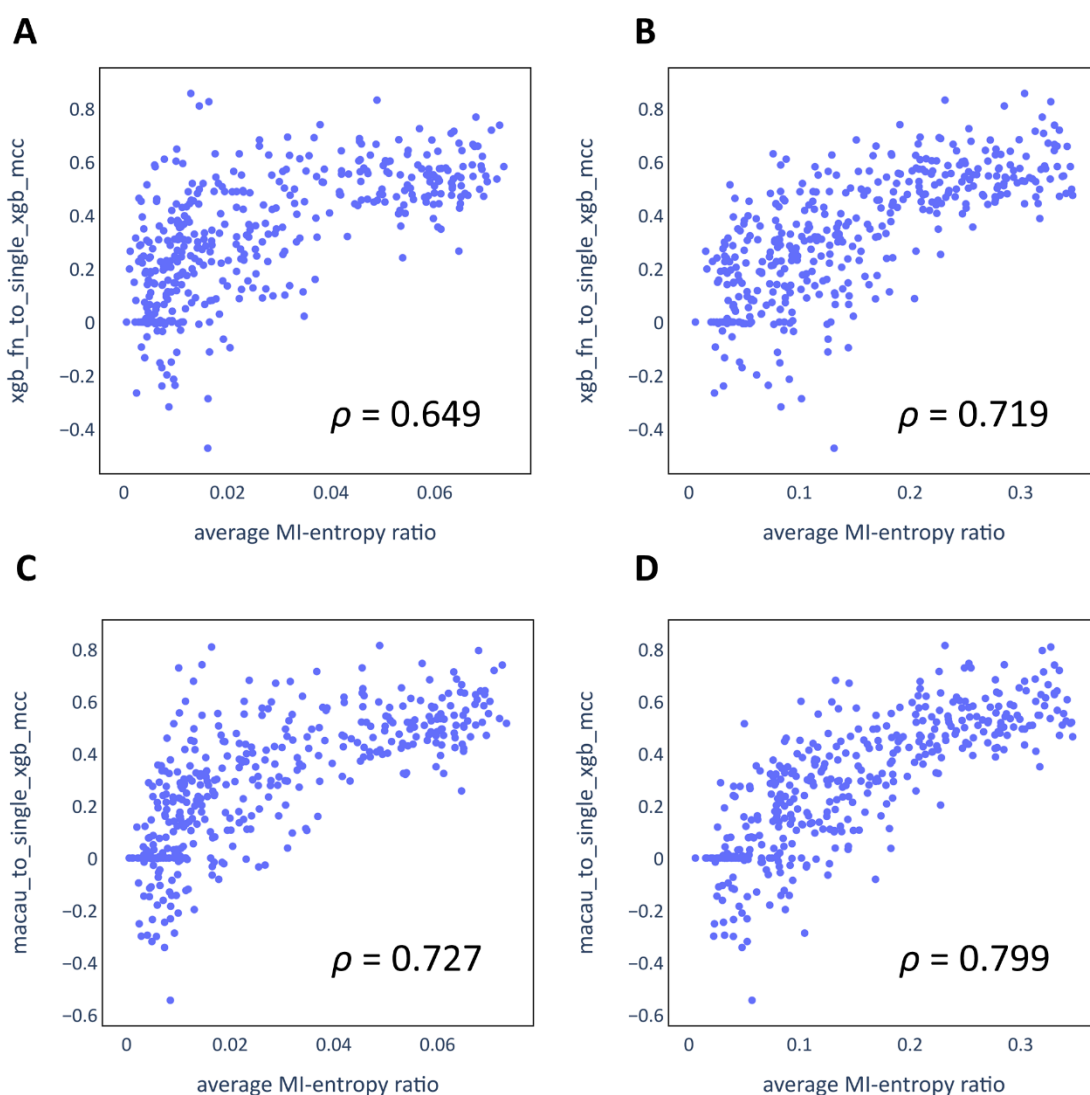 A
B
0.8
0.6
0.4
0.2
0
−0.2
−0.4
xgb_fn_to_single_xgb_mcc
ρ = 0.649
0
0.02
0.04
0.06
average MI-entropy ratio
0.8
0.6
0.4
0.2
0
−0.2
−0.4
xgb_fn_to_single_xgb_mcc
ρ = 0.719
0
0.1
0.2
0.3
average MI-entropy ratio
C
D
0.8
0.6
0.4
0.2
0
−0.2
−0.4
−0.6
macau_to_single_xgb_mcc
ρ = 0.727
0
0.02
0.04
0.06
average MI-entropy ratio
0.8
0.6
0.4
0.2
0
−0.2
−0.4
−0.6
macau_to_single_xgb_mcc
ρ = 0.799
0
0.1
0.2
0.3
average MI-entropy ratio